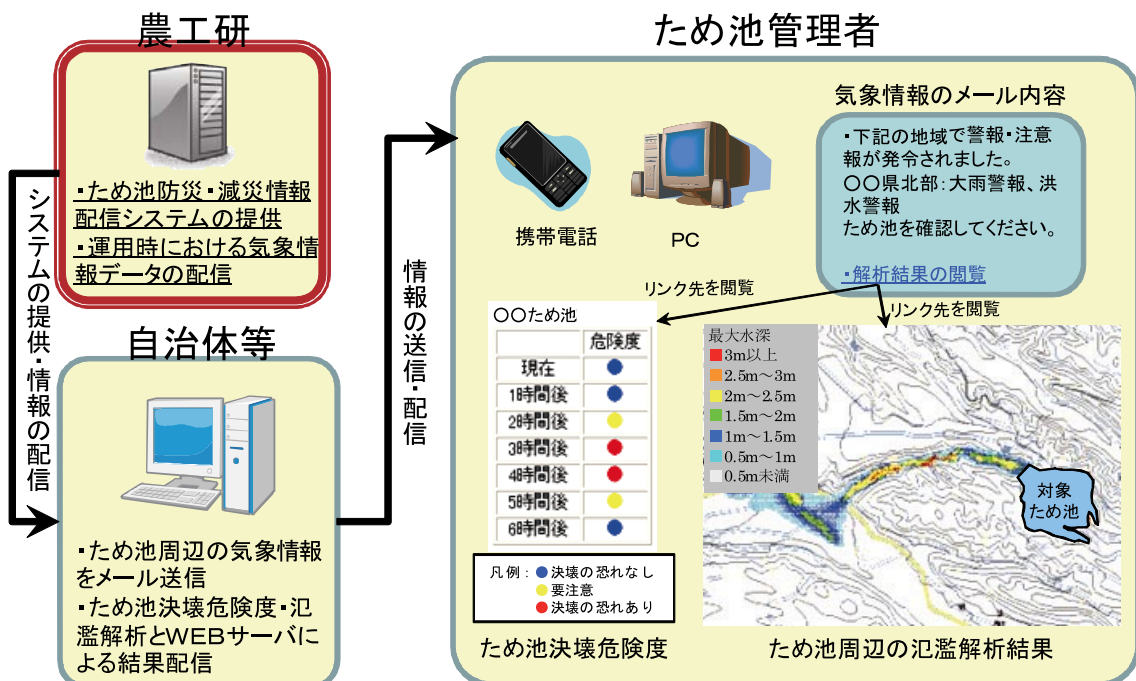 農工研
・ため池防災・減災情報
配信システムの提供
・運用時における気象情
報データの配信
システムの提供・情報の配信
自治体等
・ため池周辺の気象情報
をメール送信
・ため池決壊危険度・氾
濫解析とWEBサーバに
よる結果配信
情報の送信・配信
ため池管理者
携帯電話
PC
気象情報のメール内容
・下記の地域で警報・注意
報が発令されました。
〇〇県北部：大雨警報、洪
水警報
ため池を確認してください。
・解析結果の閲覧
リンク先を閲覧
リンク先を閲覧
〇〇ため池
危険度
現在
1時間後
2時間後
3時間後
4時間後
5時間後
6時間後
凡例：決壊の恐れなし
要注意
決壊の恐れあり
ため池決壊危険度
最大水深
3m以上
2.5m～3m
2m～2.5m
1.5m～2m
1m～1.5m
0.5m～1m
0.5m未満
対象
ため池
ため池周辺の氾濫解析結果